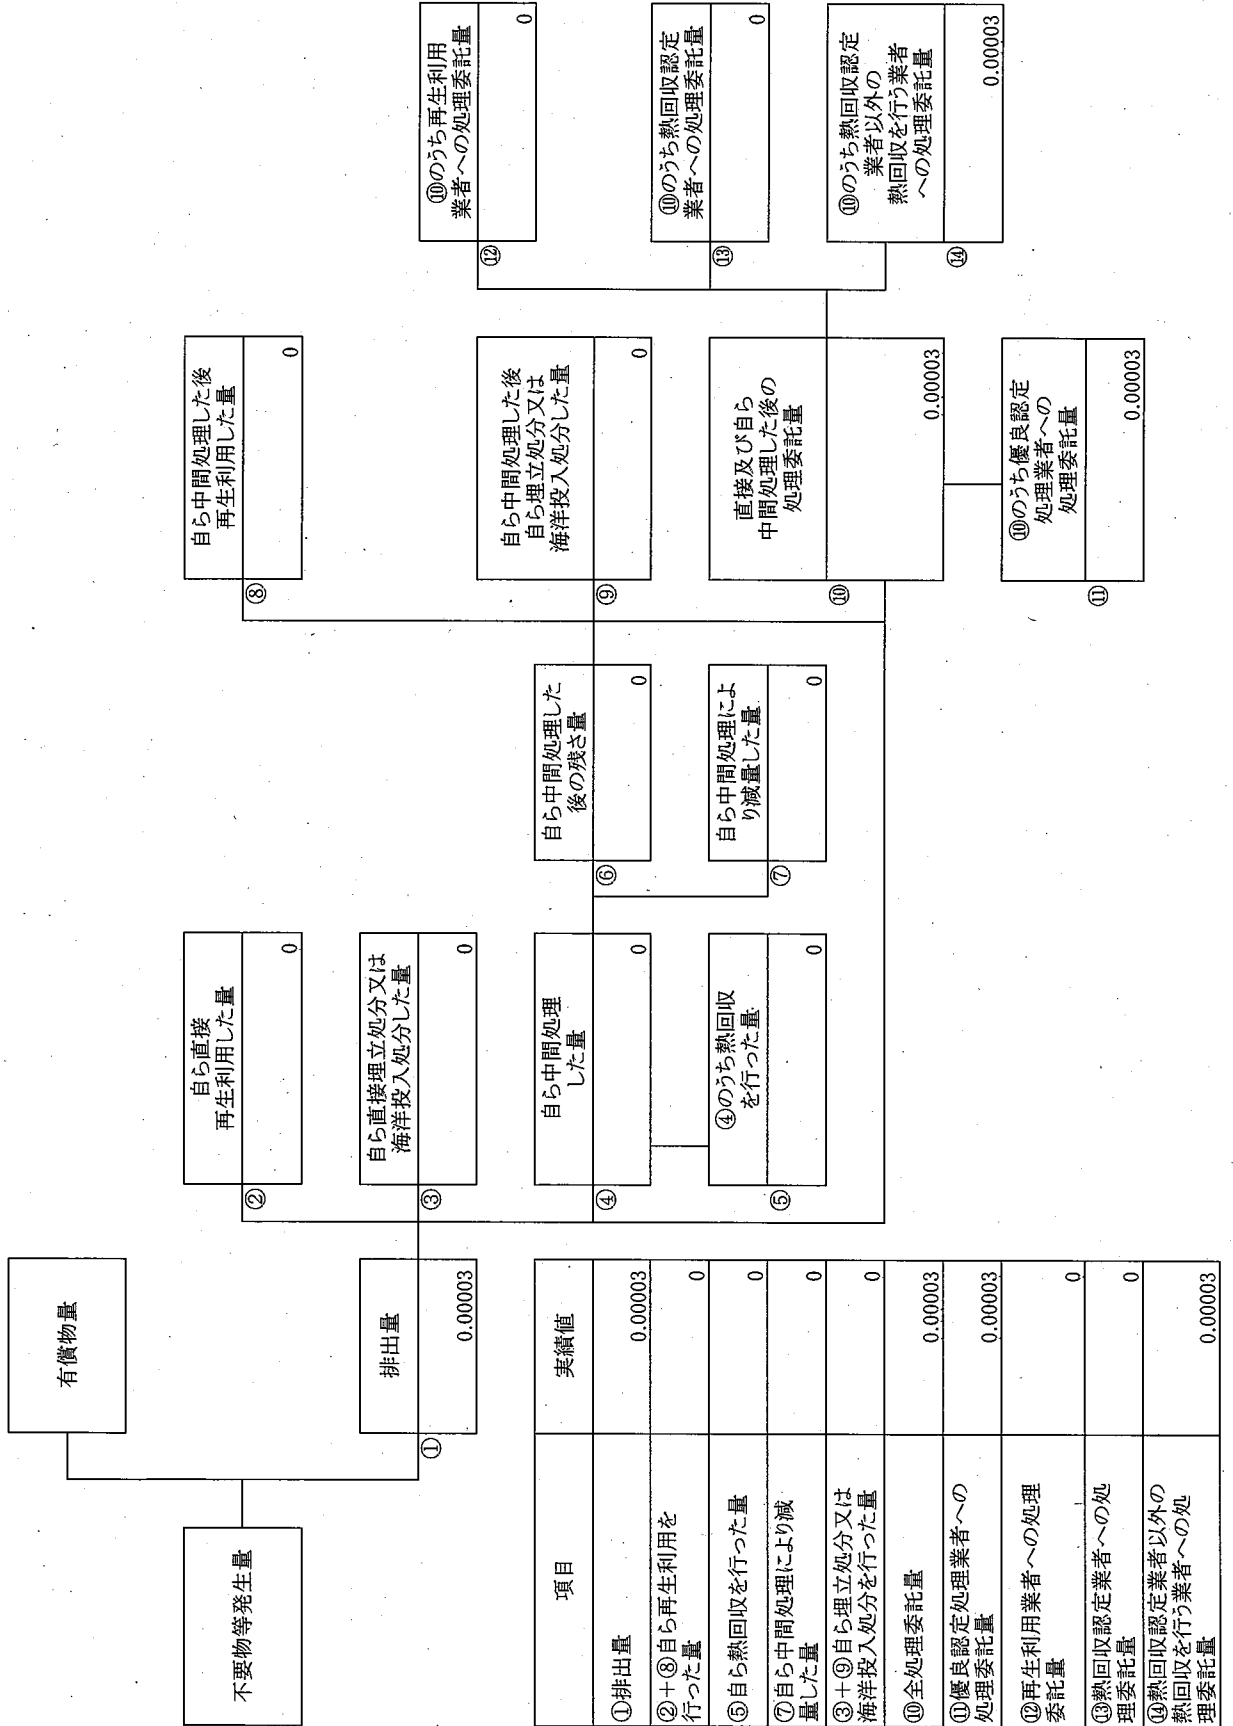 不要物等発生量
有償物量
①
排出量
0.00003
②
自ら直接
再生利用した量
0
③
自ら直接埋立処分又は
海洋投入処分した量
0
④
自ら中間処理
した量
0
⑤
④のうち熱回収
を行った量
0
⑥
自ら中間処理した
後の残さ量
0
⑦
自ら中間処理によ
り減量した量
0
⑧
自ら中間処理した後
再生利用した量
0
⑨
自ら中間処理した後
自ら埋立処分又は
海洋投入処分した量
0
⑩
直接及び自ら
中間処理した後の
処理委託量
0.00003
⑪
⑩のうち優良認定
処理業者への
処理委託量
0.00003
⑫
⑩のうち再生利用
業者への処理委託量
0
⑬
⑩のうち熱回収認定
業者への処理委託量
0
⑭
⑩のうち熱回収認定
業者以外の
熱回収を行う業者
への処理委託量
0.00003
項目 実績値
①排出量 0.00003
②+⑧自ら再生利用を
行った量 0
⑤自ら熱回収を行った量 0
⑦自ら中間処理により減
量した量 0
③+⑨自ら埋立処分又は
海洋投入処分を行った量 0
⑩全処理委託量 0.00003
⑪優良認定処理業者への
処理委託量 0.00003
⑫再生利用業者への処理
委託量 0
⑬熱回収認定業者への処
理委託量 0
⑭熱回収認定業者以外の
熱回収を行う業者への処
理委託量 0.00003